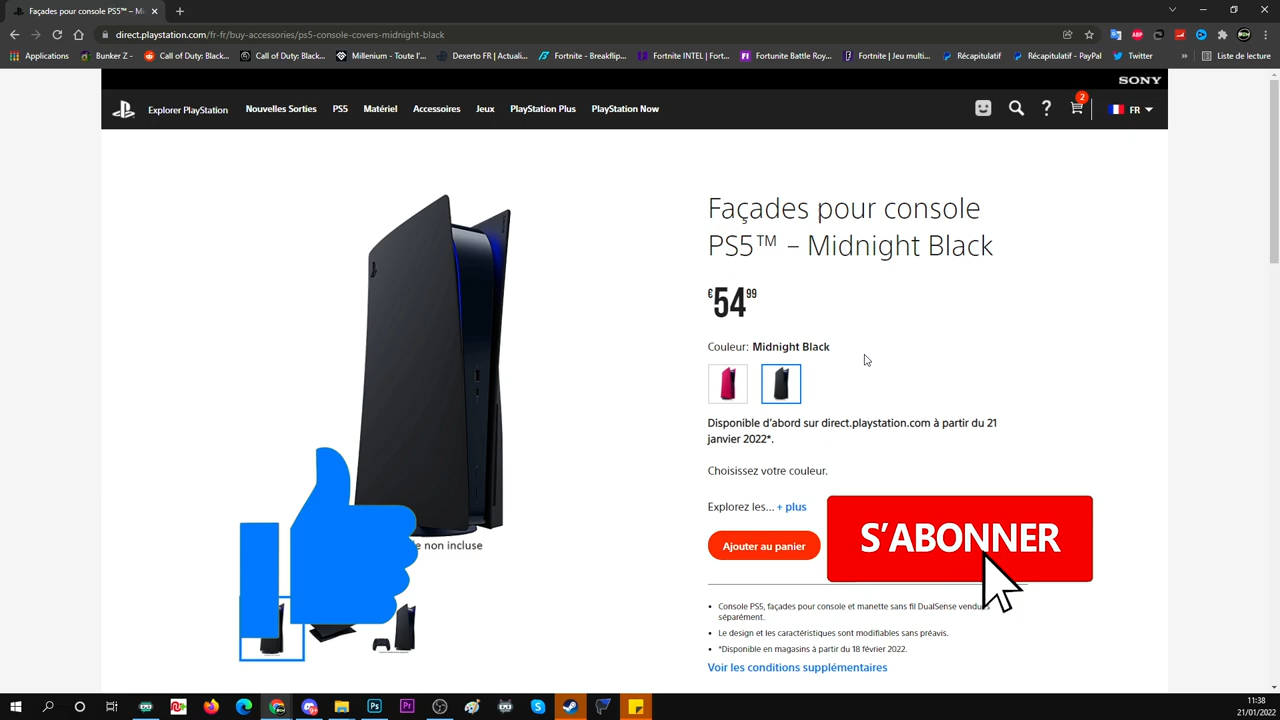 Façades pour console PS5™ – Mi
direct.playstation.com/fr-fr/buy-accessories/ps5-console-covers-midnight-black
Applications
Bunker Z -
Call of Duty: Black...
Call of Duty: Black...
Millenium - Toute l'...
Dexerto FR | Actuali...
Fortnite - Breakflip...
Fortnite INTEL | Fort...
Fortunite Battle Roy...
Fortnite | Jeu multi...
Récapitulatif
Récapitulatif - PayPal
Twitter
»
Liste de lecture
SONY
Explorer PlayStation
Nouvelles Sorties
PS5
Matériel
Accessoires
Jeux
PlayStation Plus
PlayStation Now
2
FR
Façades pour console
PS5™ – Midnight Black
€54 99
Couleur: Midnight Black
Disponible d'abord sur direct.playstation.com à partir du 21
janvier 2022*.
Choisissez votre couleur.
Explorez les... + plus
Ajouter au panier
S'ABONNER
e non incluse
Console PS5, façades pour console et manette sans fil DualSense vendus
séparément.
Le design et les caractéristiques sont modifiables sans préavis.
*Disponible en magasins à partir du 18 février 2022.
Voir les conditions supplémentaires
11:38
21/01/2022